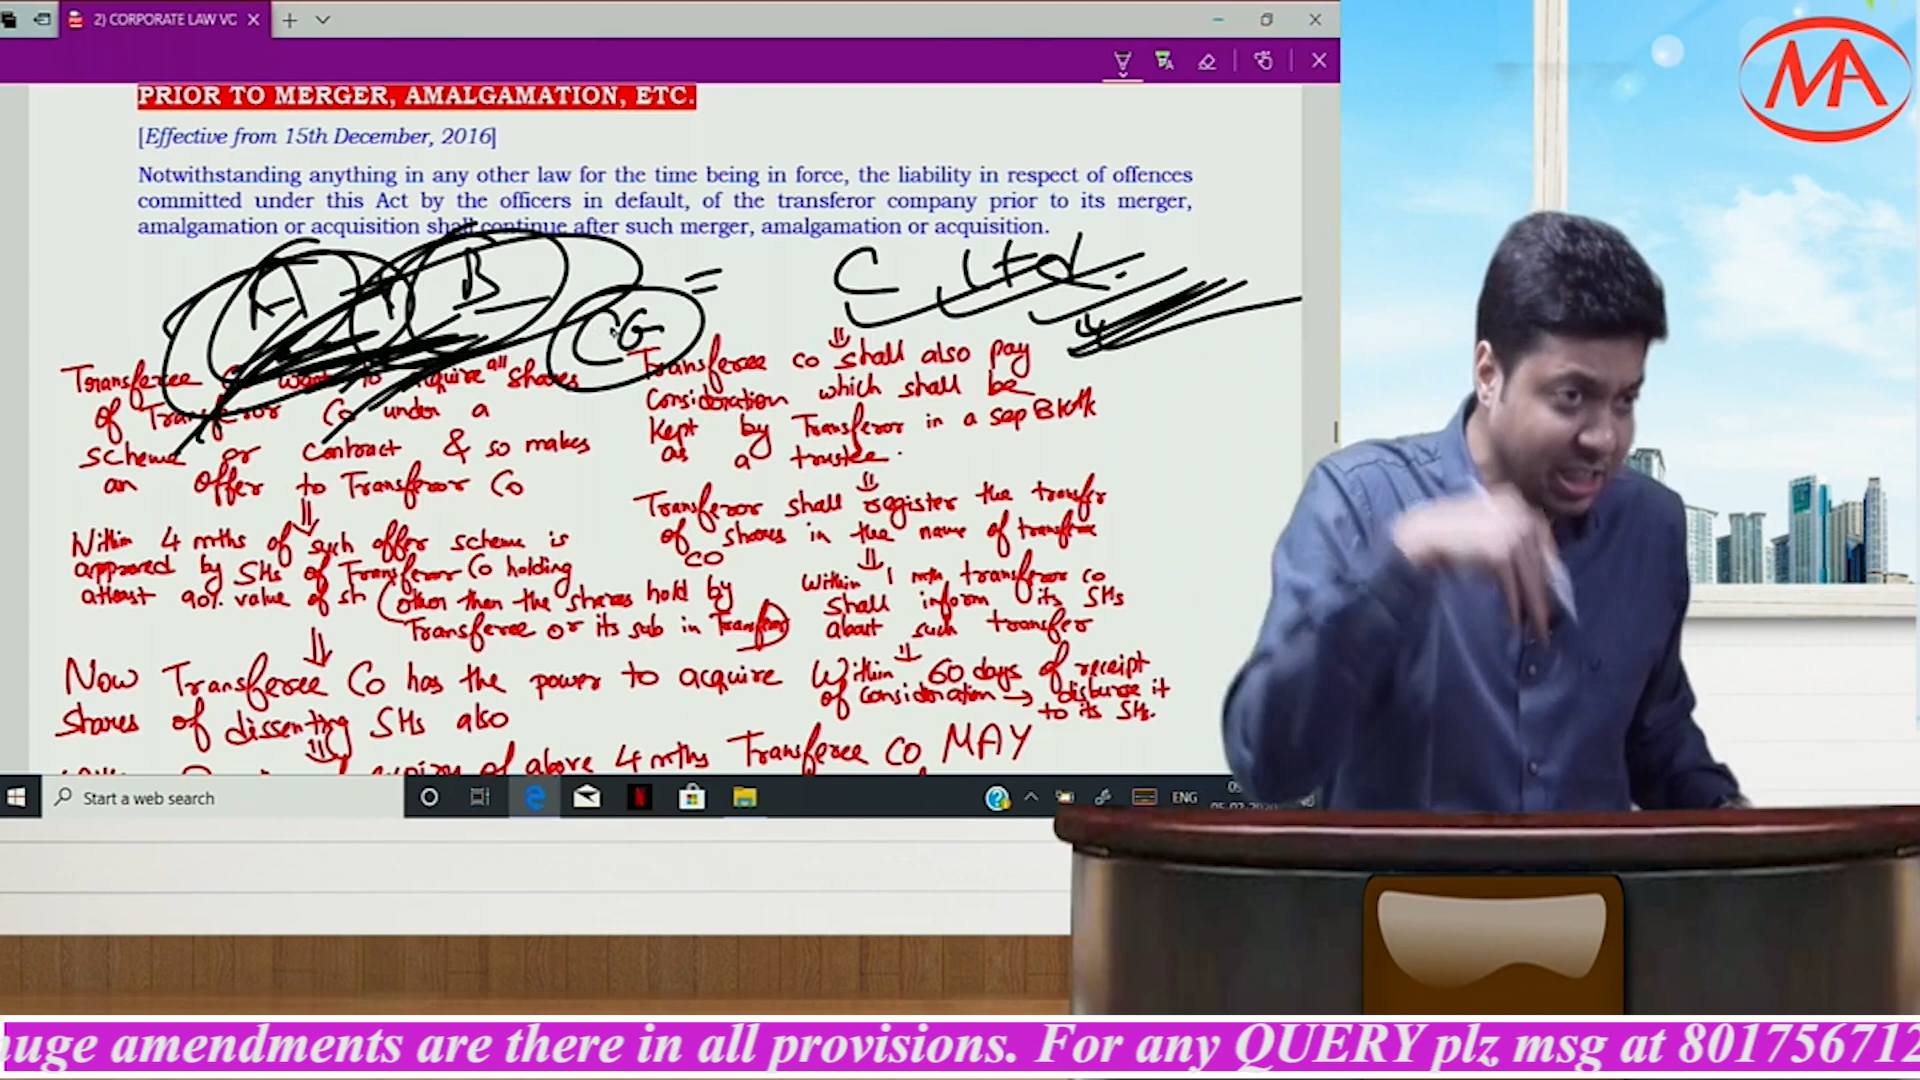 2) CORPORATE LAW VC
MA
PRIOR TO MERGER, AMALGAMATION, ETC.
[Effective from 15th December, 2016]
Notwithstanding anything in any other law for the time being in force, the liability in respect of offences
committed under this Act by the officers in default, of the transferor company prior to its merger,
amalgamation or acquisition shall continue after such merger, amalgamation or acquisition.
A + B = C Ltd.
CG
Transferee want to acquire all shares
of Transferor Co under a
scheme or contract & so makes
an offer to Transferor Co
Within 4 mths of such offer scheme is
approved by SHs of Transferor Co holding
atleast 90% value of sh (other then the shares hold by
Transferee or its sub in Transferor)
Now Transferee Co has the power to acquire
shares of dissenting SHs also
of above 4 mths Transferee Co MAY
Transferee co shall also pay
consideration which shall be
kept by Transferor in a sep
as a trustee.
Transferor shall register the transfer
of shares in the name of transfree
co
Within 1 mth transferor co
shall inform its SHs
about such transfer
Within 60 days of receipt
of consideration → disburse it
to its SHs.
Start a web search
ENG
05-02-2020
huge amendments are there in all provisions. For any QUERY plz msg at 801756712